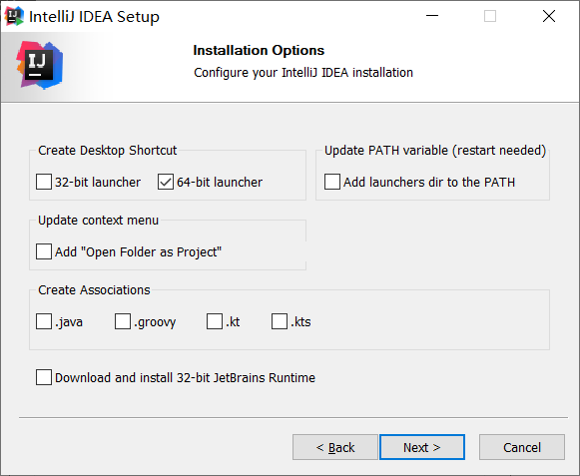 IntelliJ IDEA Setup
IJ
Installation Options
Configure your IntelliJ IDEA installation
Create Desktop Shortcut
Update PATH variable (restart needed)
32-bit launcher
64-bit launcher
Add launchers dir to the PATH
Update context menu
Add "Open Folder as Project"
Create Associations
.java
.groovy
.kt
.kts
Download and install 32-bit JetBrains Runtime
< Back
Next >
Cancel